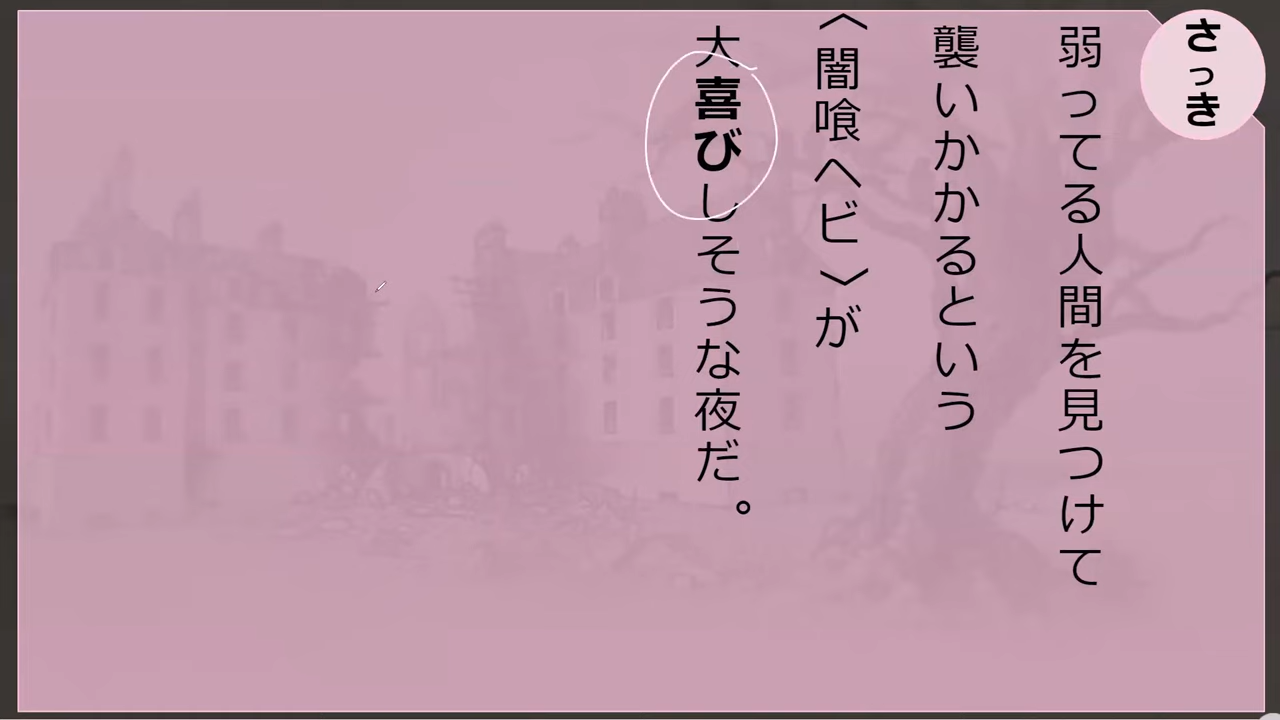 さっき
弱ってる人間を見つけて
襲いかかるという
〈闇喰ヘビ〉が
大喜びしそうな夜だ。